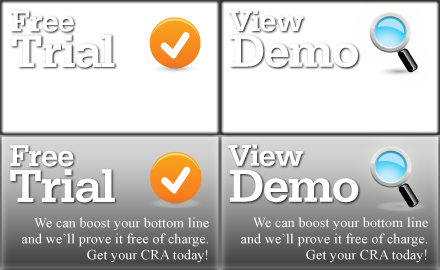 Free
Trial
View
Demo
Free
Trial
We can boost your bottom line
and we'll prove it free of charge.
Get your CRA today!
View
Demo
We can boost your bottom line
and we'll prove it free of charge.
Get your CRA today!